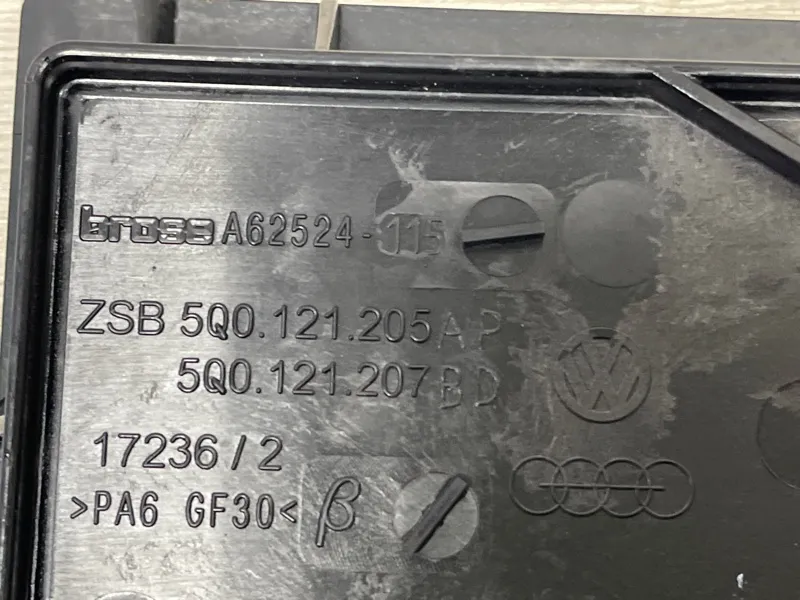 brose A62524-115
ZSB 5Q0.121.205 AP
5Q0.121.207 BD
17236/2
>PA6 GF30< β